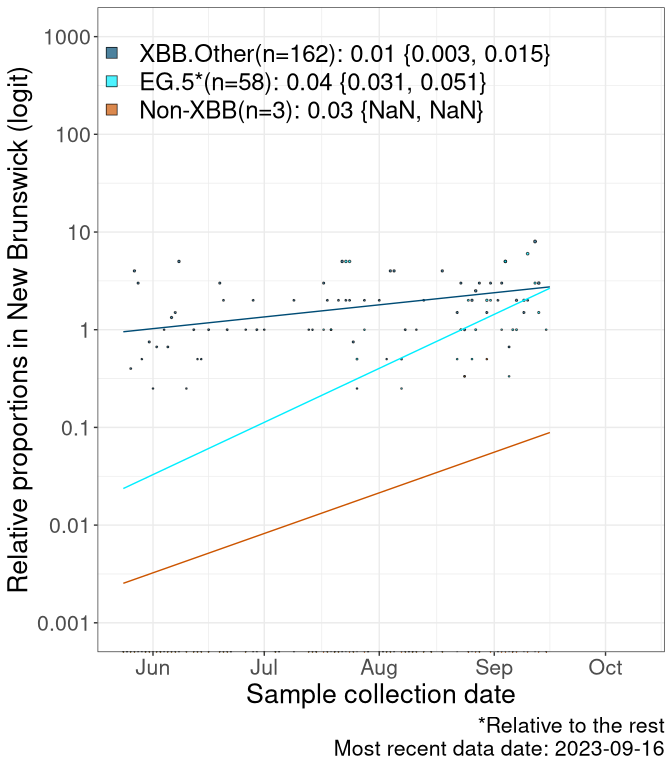 Relative proportions in New Brunswick (logit)
1000
100
10
1
0.1
0.01
0.001
XBB.Other(n=162): 0.01 {0.003, 0.015}
EG.5*(n=58): 0.04 {0.031, 0.051}
Non-XBB(n=3): 0.03 {NaN, NaN}
Jun Jul Aug Sep Oct
Sample collection date
*Relative to the rest
Most recent data date: 2023-09-16